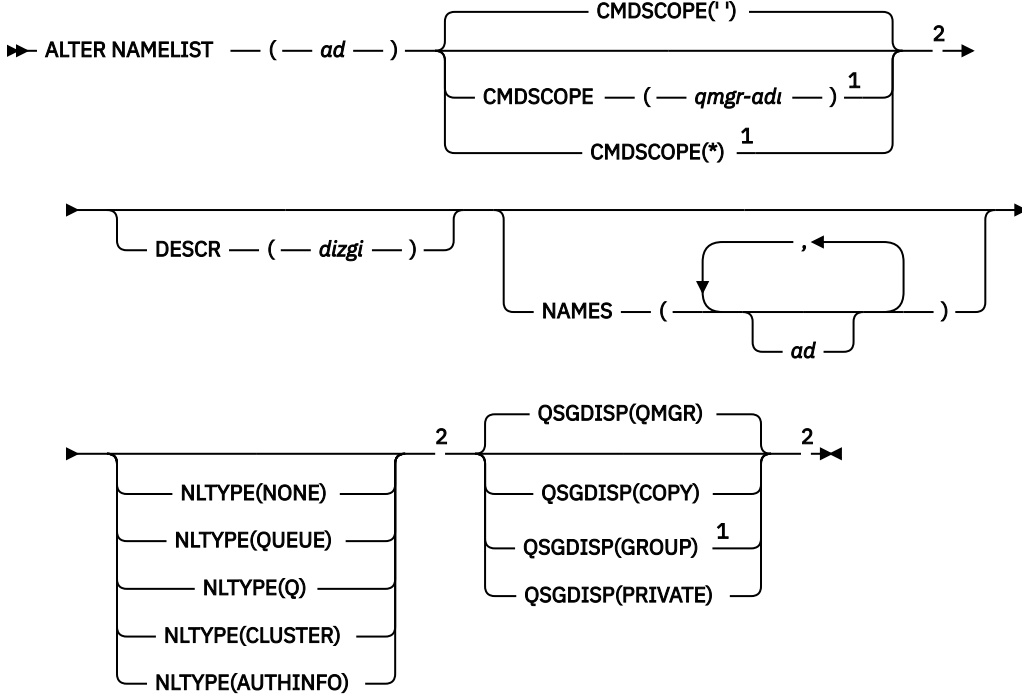 CMDSCOPE(' ')
ALTER NAMELIST ( ad ) 2
CMDSCOPE ( qmgr-adı ) 1
CMDSCOPE(*) 1
DESCR ( dizgi )
,
NAMES ( ad )
QSGDISP(QMGR)
2 2
NLTYPE(NONE) QSGDISP(COPY)
NLTYPE(QUEUE) QSGDISP(GROUP) 1
NLTYPE(Q) QSGDISP(PRIVATE)
NLTYPE(CLUSTER)
NLTYPE(AUTHINFO)